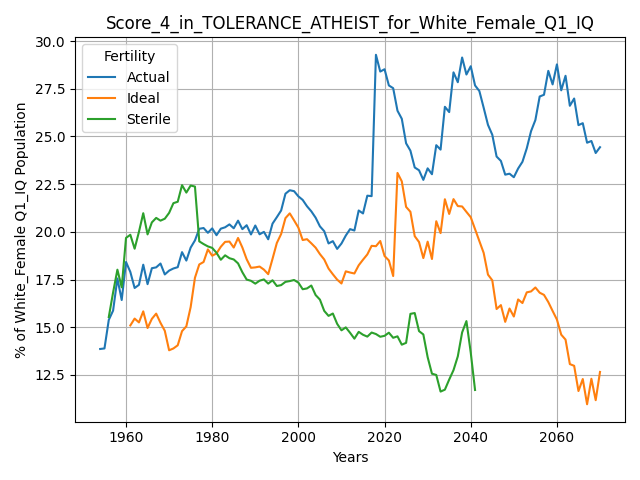 Score_4_in_TOLERANCE_ATHEIST_for_White_Female_Q1_IQ
% of White_Female Q1_IQ Population
30.0
27.5
25.0
22.5
20.0
17.5
15.0
12.5
Fertility
Actual
Ideal
Sterile
1960 1980 2000 2020 2040 2060
Years